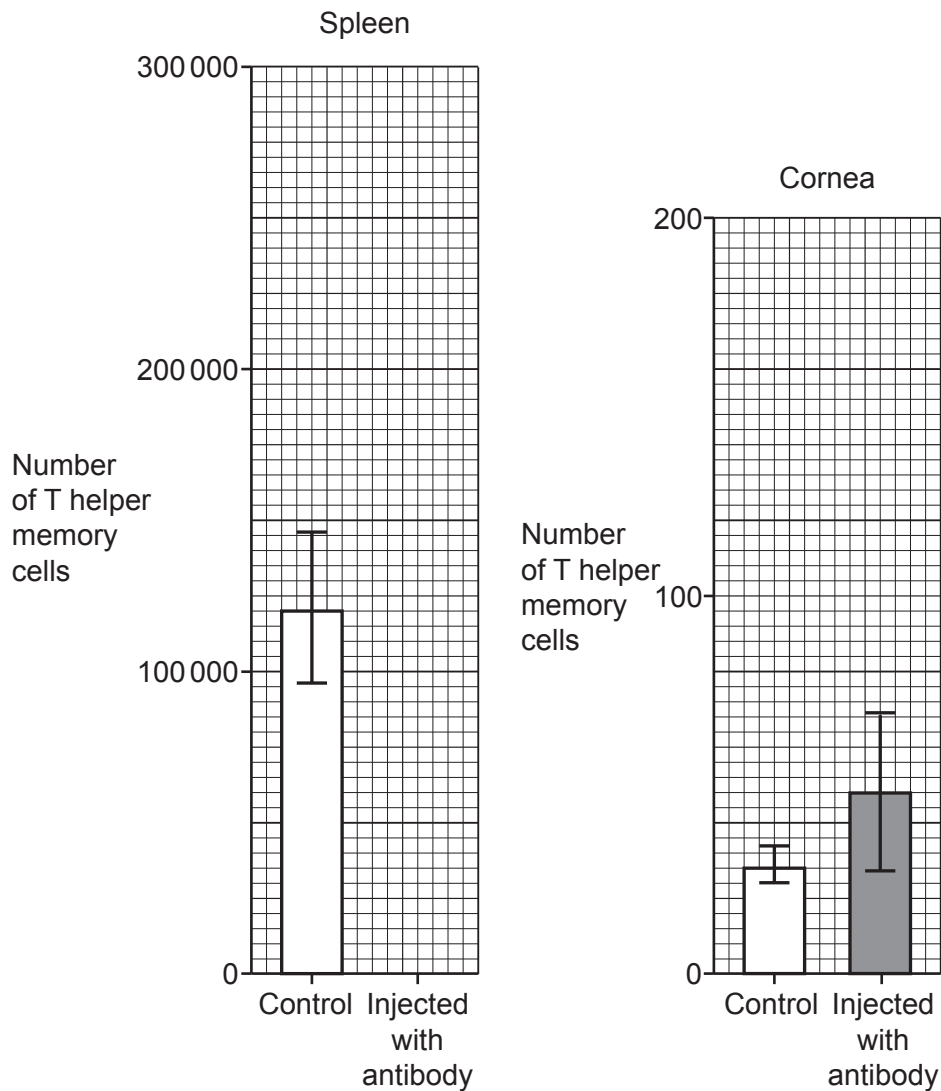 Spleen
300 000
200 000
Number
of T helper
memory
cells
100 000
0
Control
Injected
with
antibody
Cornea
200
Number
of T helper
memory
cells
100
0
Control
Injected
with
antibody